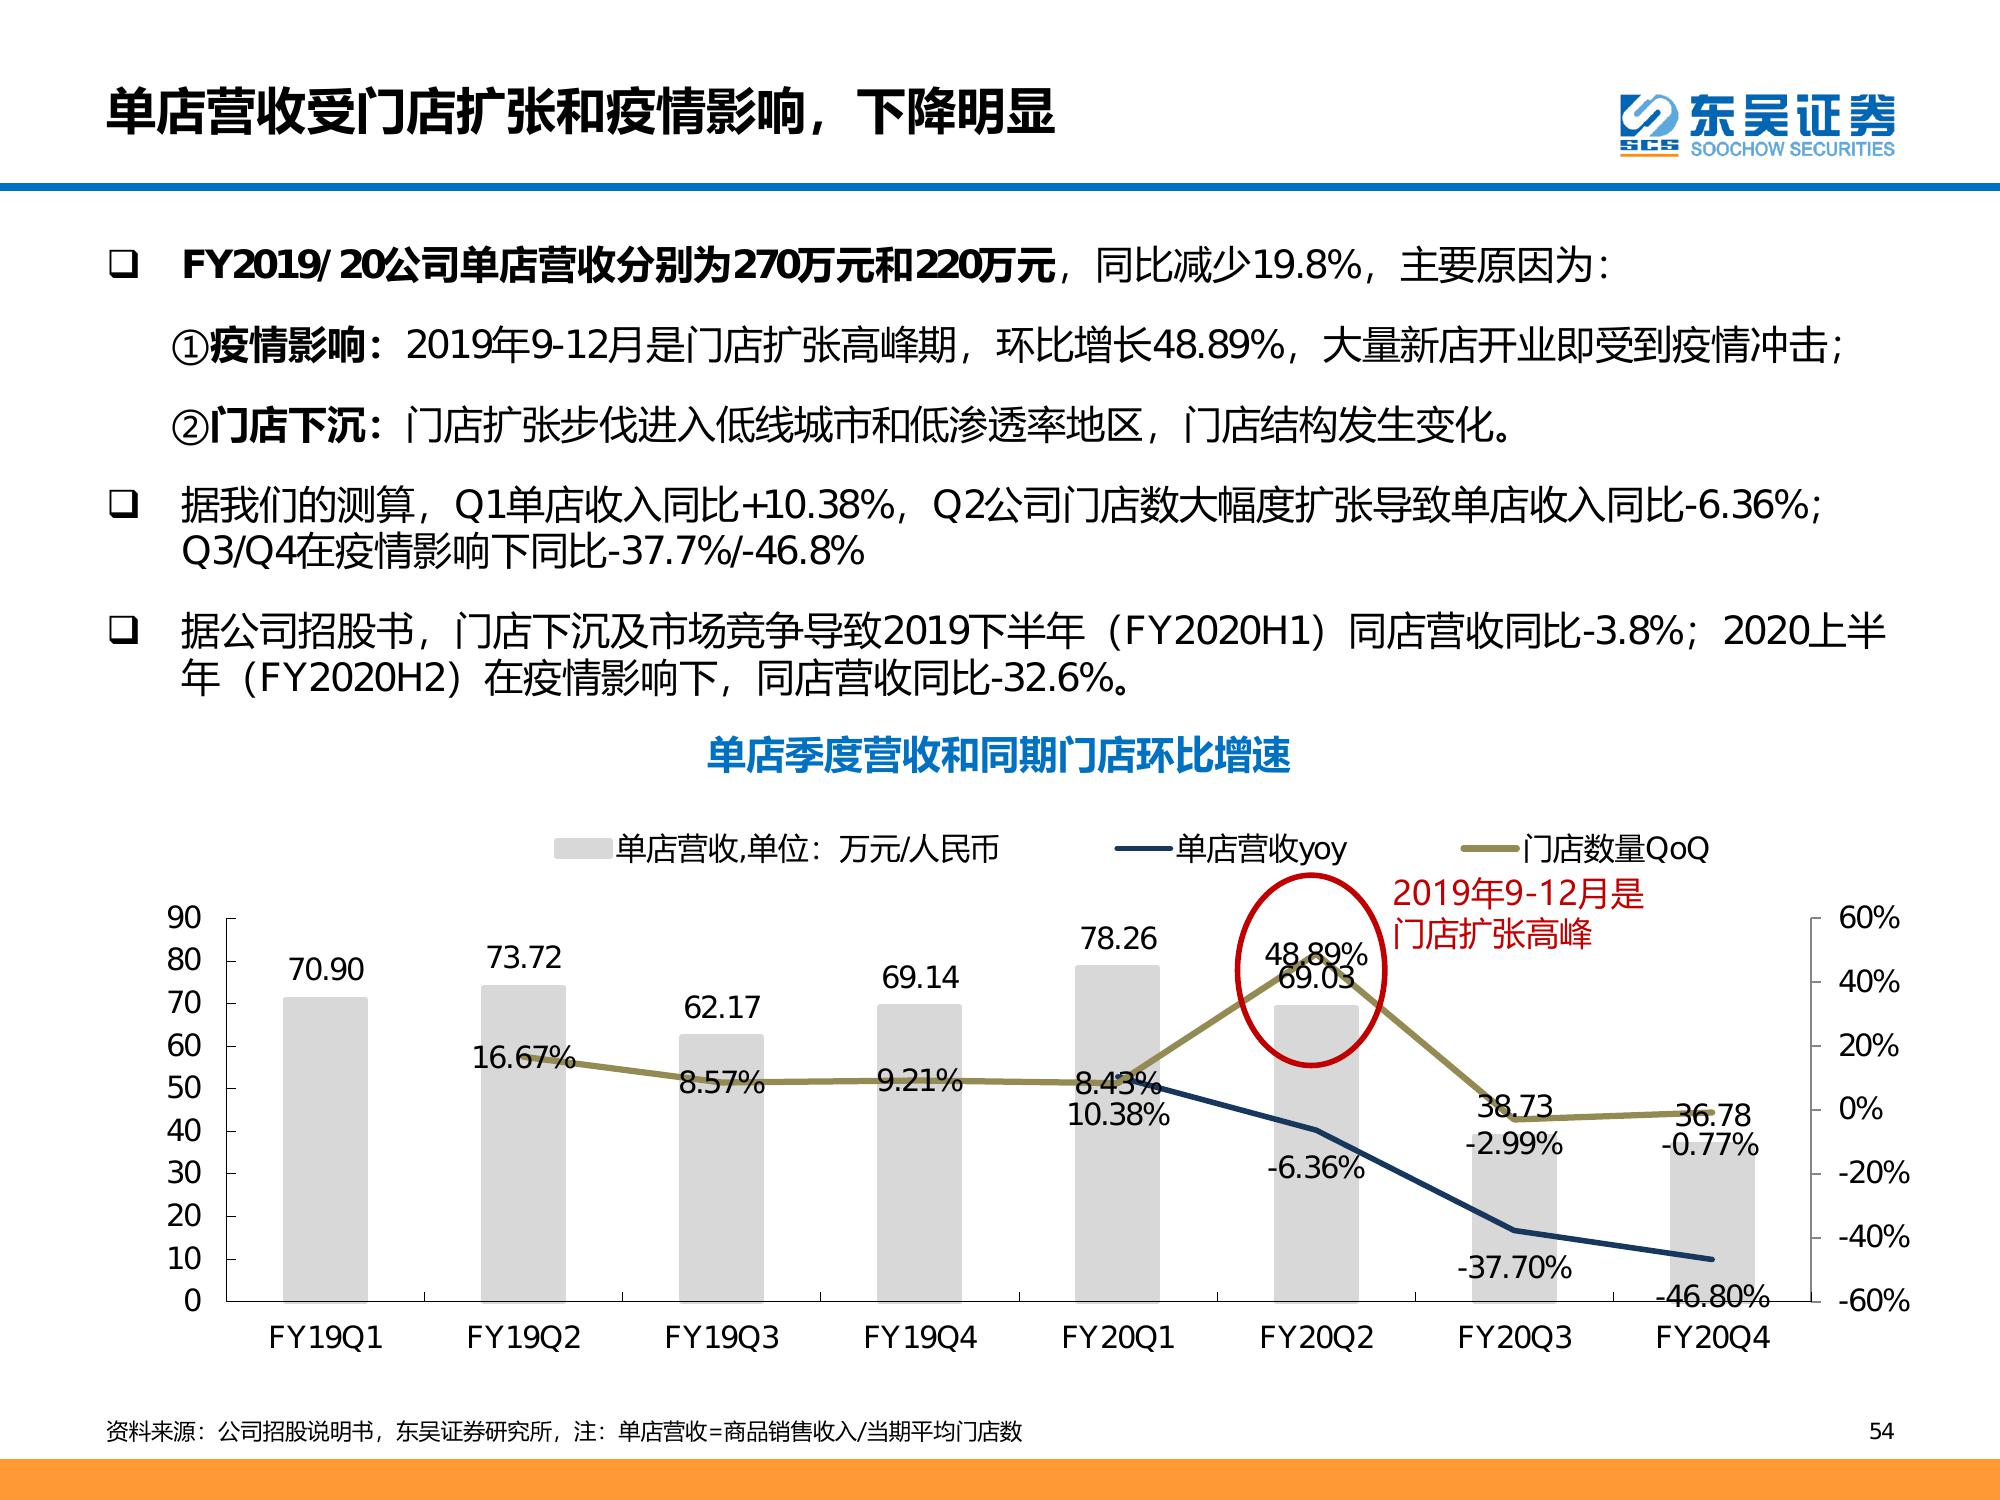 单店营收受门店扩张和疫情影响，下降明显
东吴证券
SCS
SOOCHOW SECURITIES
❑ FY2019/20公司单店营收分别为270万元和220万元，同比减少19.8%，主要原因为：
①疫情影响：2019年9-12月是门店扩张高峰期，环比增长48.89%，大量新店开业即受到疫情冲击；
②门店下沉：门店扩张步伐进入低线城市和低渗透率地区，门店结构发生变化。
❑ 据我们的测算，Q1单店收入同比+10.38%，Q2公司门店数大幅度扩张导致单店收入同比-6.36%；
Q3/Q4在疫情影响下同比-37.7%/-46.8%
❑ 据公司招股书，门店下沉及市场竞争导致2019下半年（FY2020H1）同店营收同比-3.8%；2020上半
年（FY2020H2）在疫情影响下，同店营收同比-32.6%。
单店季度营收和同期门店环比增速
单店营收,单位：万元/人民币 单店营收yoy 门店数量QoQ
2019年9-12月是
门店扩张高峰
90 80 70 60 50 40 30 20 10 0
70.90 73.72 62.17 69.14 78.26 69.03 38.73 36.78
16.67% 8.57% 9.21% 8.43% 48.89% -2.99% -0.77%
10.38% -6.36% -37.70% -46.80%
60% 40% 20% 0% -20% -40% -60%
FY19Q1 FY19Q2 FY19Q3 FY19Q4 FY20Q1 FY20Q2 FY20Q3 FY20Q4
资料来源：公司招股说明书，东吴证券研究所，注：单店营收=商品销售收入/当期平均门店数
54